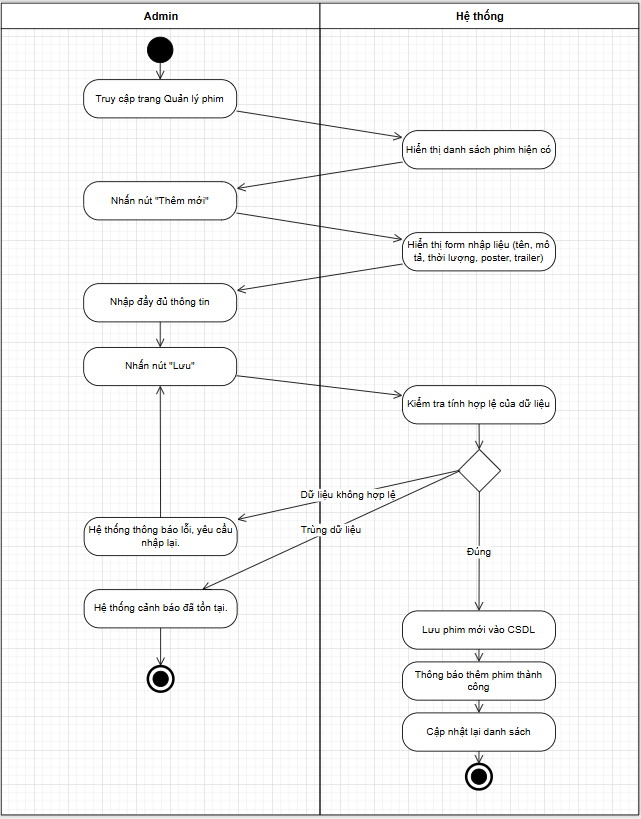 Admin
Hệ thống
Truy cập trang Quản lý phim
Hiển thị danh sách phim hiện có
Nhấn nút "Thêm mới"
Hiển thị form nhập liệu (tên, mô
tả, thời lượng, poster, trailer)
Nhập đầy đủ thông tin
Nhấn nút "Lưu"
Kiểm tra tính hợp lệ của dữ liệu
Dữ liệu không hợp lệ
Hệ thống thông báo lỗi, yêu cầu
nhập lại.
Trùng dữ liệu
Đúng
Hệ thống cảnh báo đã tồn tại.
Lưu phim mới vào CSDL
Thông báo thêm phim thành
công
Cập nhật lại danh sách